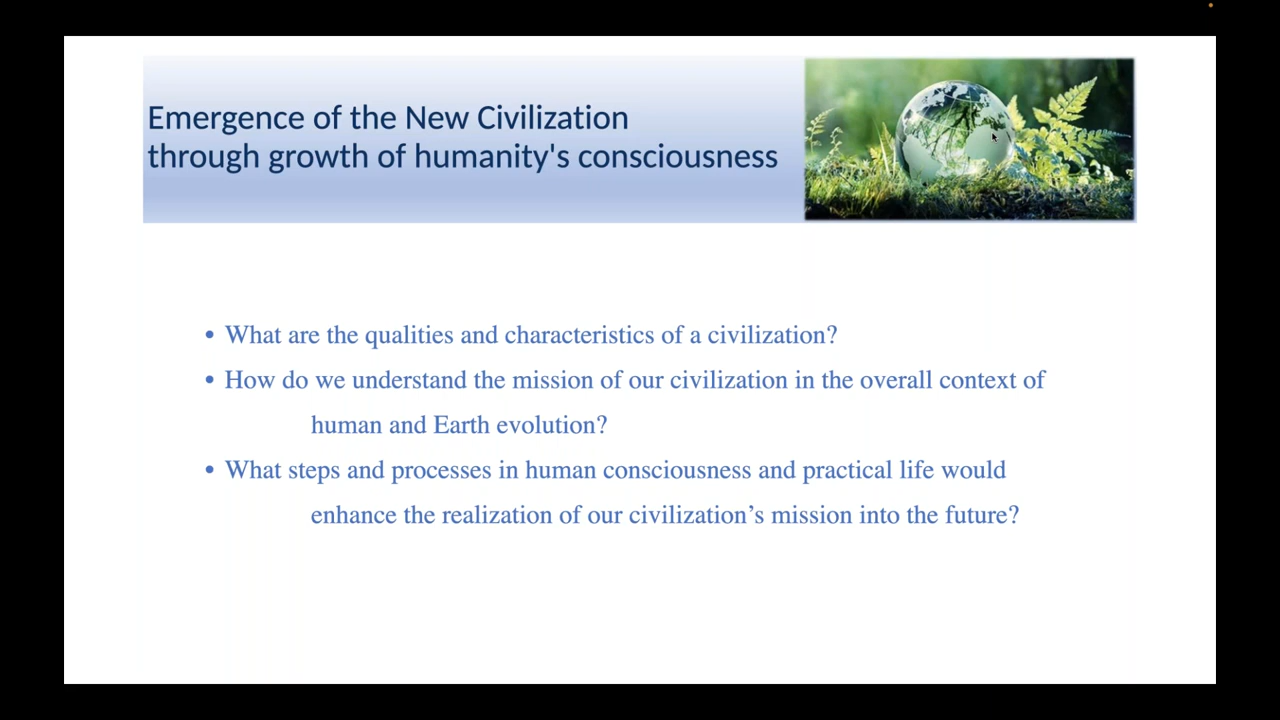 Emergence of the New Civilization
through growth of humanity's consciousness
• What are the qualities and characteristics of a civilization?
• How do we understand the mission of our civilization in the overall context of
human and Earth evolution?
• What steps and processes in human consciousness and practical life would
enhance the realization of our civilization’s mission into the future?